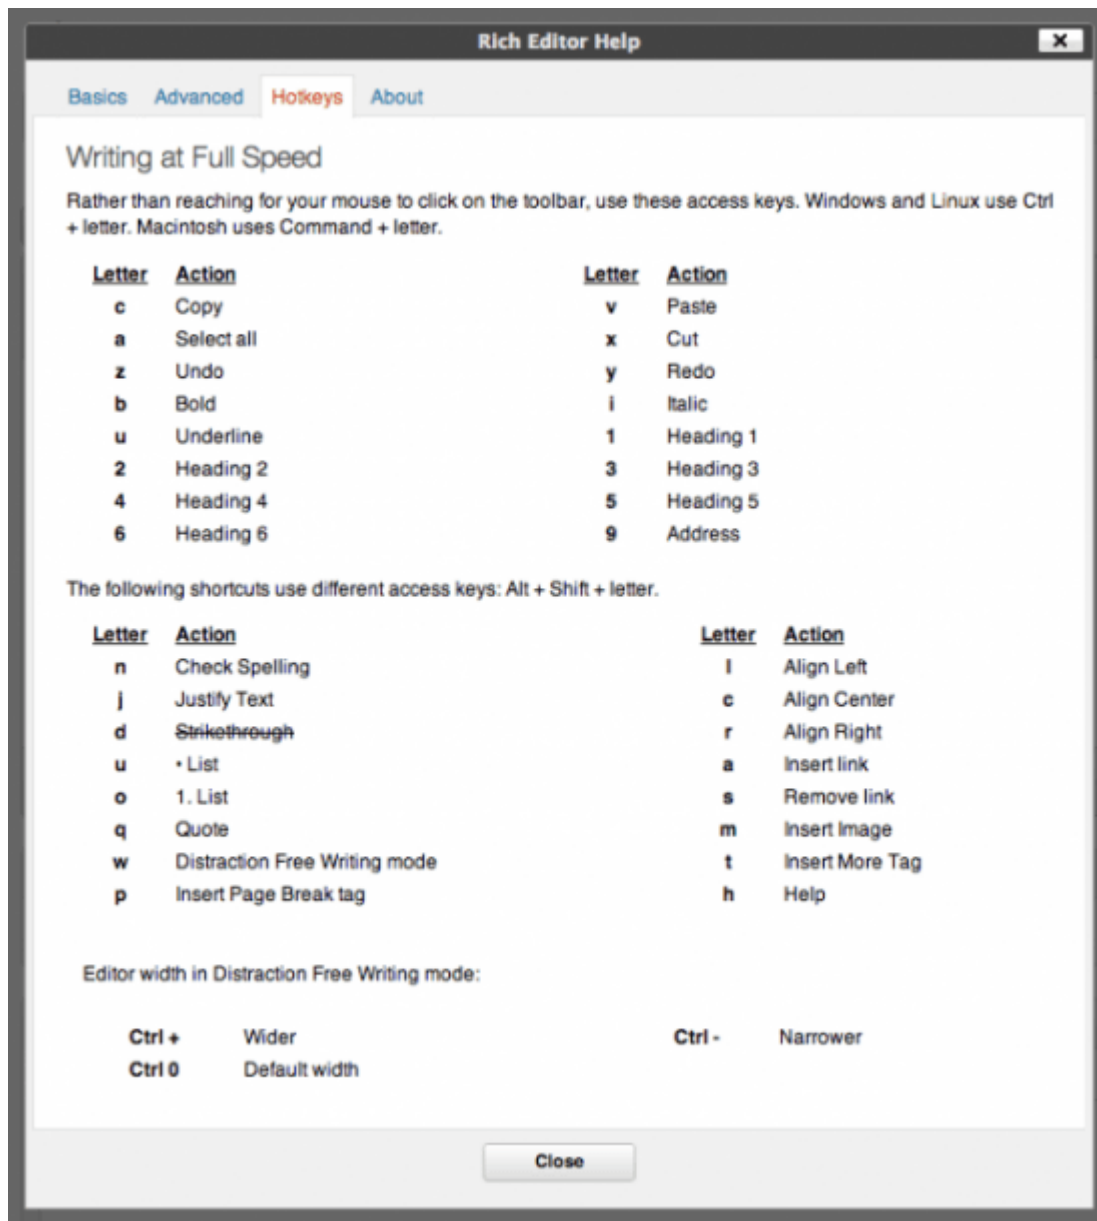 Rich Editor Help x
Basics Advanced Hotkeys About
Writing at Full Speed
Rather than reaching for your mouse to click on the toolbar, use these access keys. Windows and Linux use Ctrl
+ letter. Macintosh uses Command + letter.
Letter Action Letter Action
c Copy v Paste
a Select all x Cut
z Undo y Redo
b Bold i Italic
u Underline 1 Heading 1
2 Heading 2 3 Heading 3
4 Heading 4 5 Heading 5
6 Heading 6 9 Address
The following shortcuts use different access keys: Alt + Shift + letter.
Letter Action Letter Action
n Check Spelling l Align Left
j Justify Text c Align Center
d Strikethrough r Align Right
u • List a Insert link
o 1. List s Remove link
q Quote m Insert Image
w Distraction Free Writing mode t Insert More Tag
p Insert Page Break tag h Help
Editor width in Distraction Free Writing mode:
Ctrl + Wider Ctrl - Narrower
Ctrl 0 Default width
Close